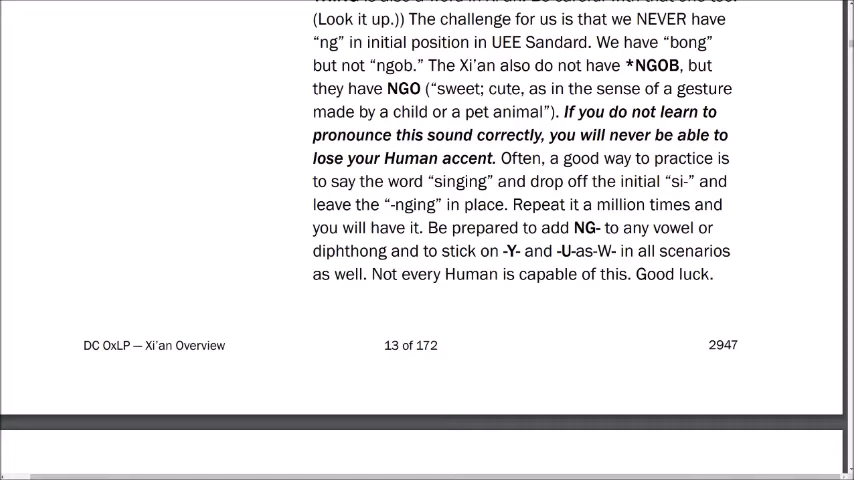 (Look it up.)) The challenge for us is that we NEVER have
“ng” in initial position in UEE Sandard. We have “bong”
but not “ngob.” The Xi’an also do not have *NGOB, but
they have NGO (“sweet; cute, as in the sense of a gesture
made by a child or a pet animal”). If you do not learn to
pronounce this sound correctly, you will never be able to
lose your Human accent. Often, a good way to practice is
to say the word “singing” and drop off the initial “si-” and
leave the “-nging” in place. Repeat it a million times and
you will have it. Be prepared to add NG- to any vowel or
diphthong and to stick on -Y- and -U-as-W- in all scenarios
as well. Not every Human is capable of this. Good luck.
DC OxLP — Xi’an Overview 13 of 172 2947